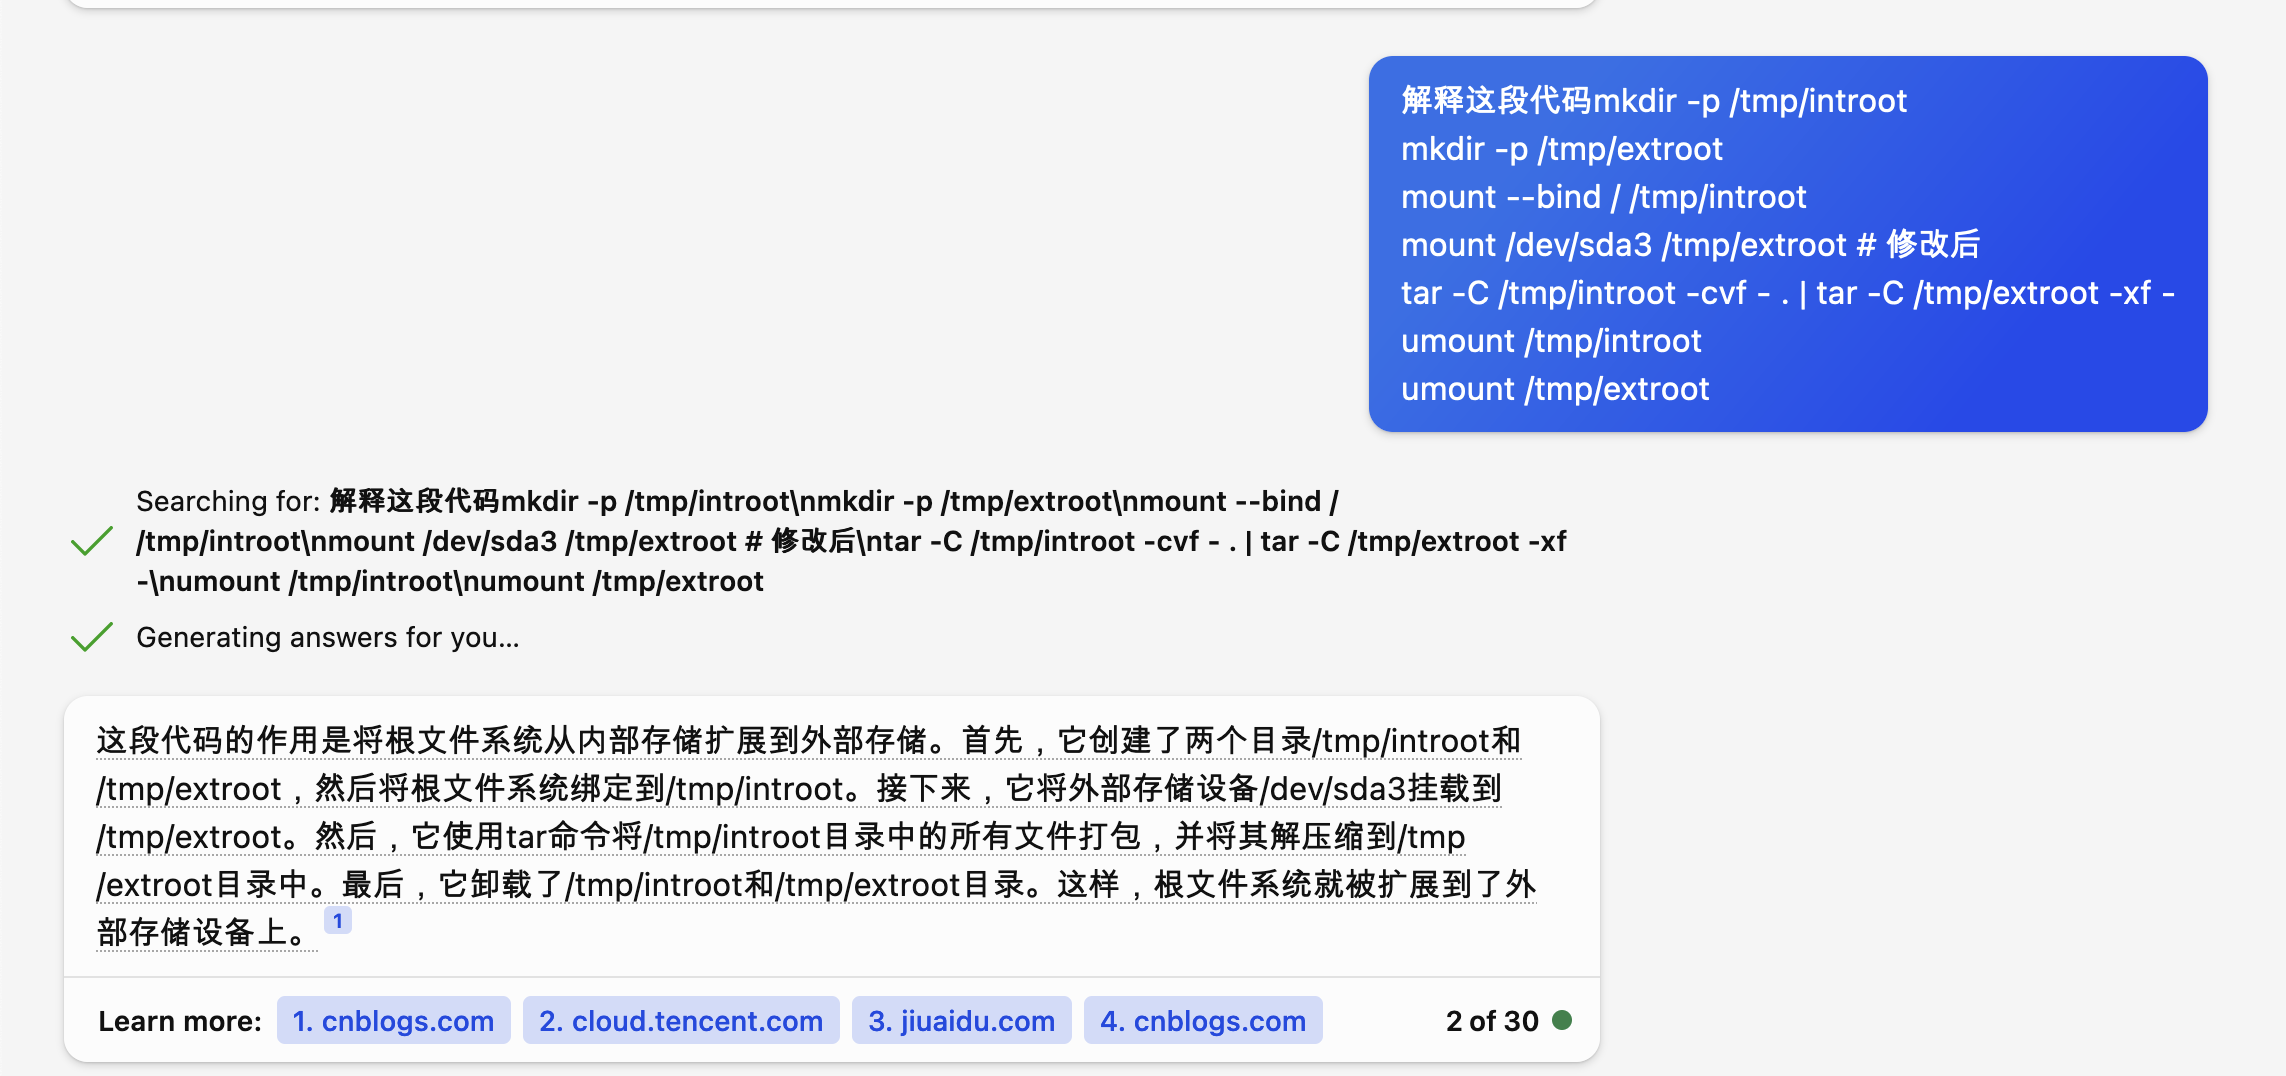 解释这段代码mkdir -p /tmp/introot
mkdir -p /tmp/extroot
mount --bind / /tmp/introot
mount /dev/sda3 /tmp/extroot # 修改后
tar -C /tmp/introot -cvf - . | tar -C /tmp/extroot -xf -
umount /tmp/introot
umount /tmp/extroot
Searching for: 解释这段代码mkdir -p /tmp/introot\nmkdir -p /tmp/extroot\nmount --bind /
/tmp/introot\nmount /dev/sda3 /tmp/extroot # 修改后\ntar -C /tmp/introot -cvf - . | tar -C /tmp/extroot -xf
-\numount /tmp/introot\numount /tmp/extroot
Generating answers for you...
这段代码的作用是将根文件系统从内部存储扩展到外部存储。首先，它创建了两个目录/tmp/introot和
/tmp/extroot，然后将根文件系统绑定到/tmp/introot。接下来，它将外部存储设备/dev/sda3挂载到
/tmp/extroot。然后，它使用tar命令将/tmp/introot目录中的所有文件打包，并将其解压缩到/tmp
/extroot目录中。最后，它卸载了/tmp/introot和/tmp/extroot目录。这样，根文件系统就被扩展到了外
部存储设备上。 1
Learn more: 1. cnblogs.com 2. cloud.tencent.com 3. jiuaidu.com 4. cnblogs.com 2 of 30